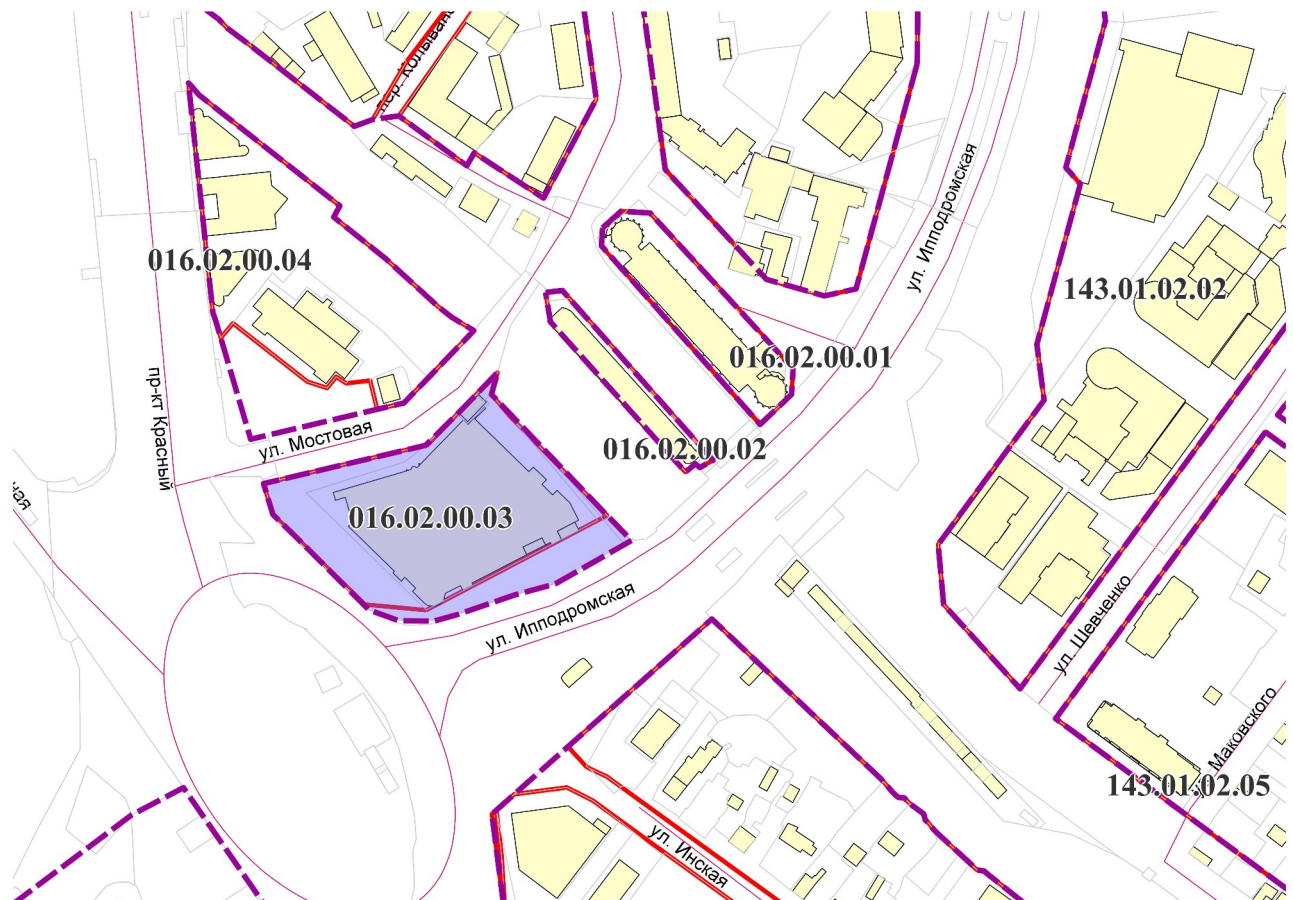 пер. Колыванс
ул. Ипподромская
016.02.00.04
143.01.02.02
016.02.00.01
пр-кт Красный
ул. Мостовая
016.02.00.02
ная
016.02.00.03
ул. Ипподромская
ул. Шевченко
Маковского
143.01.02.05
ул. Инская